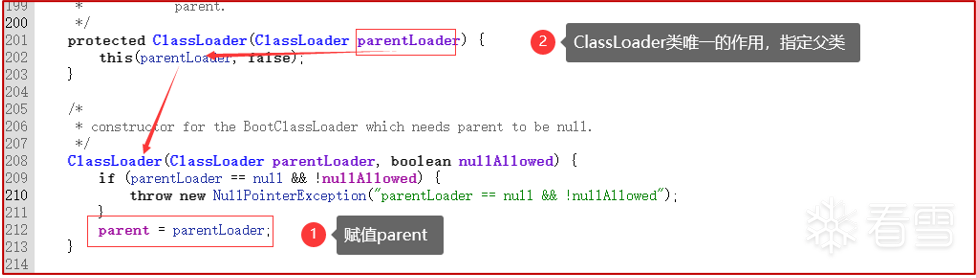 199 * parent.
200 */
201 protected ClassLoader(ClassLoader parentLoader) {
202 this(parentLoader, false);
203 }
204
205 /*
206 * constructor for the BootClassLoader which needs parent to be null.
207 */
208 ClassLoader(ClassLoader parentLoader, boolean nullAllowed) {
209 if (parentLoader == null && !nullAllowed) {
210 throw new NullPointerException("parentLoader == null && !nullAllowed");
211 }
212 parent = parentLoader;
213 }
214
2 ClassLoader类唯一的作用，指定父类
1 赋值parent
看雪